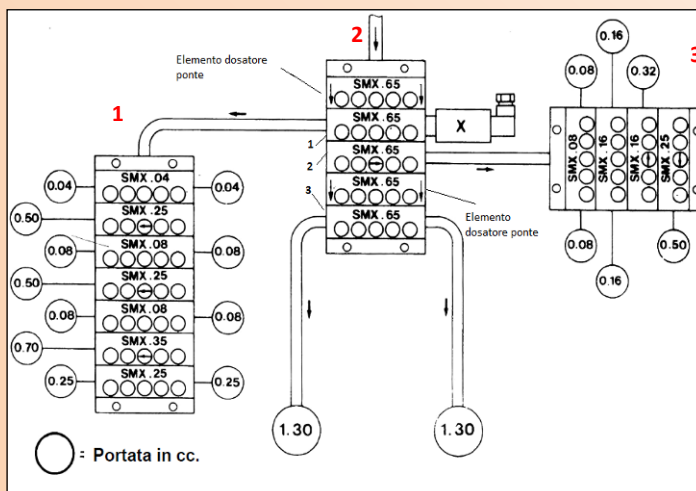 1
0.04
SMX.04
0.04
0.50
SMX.25
0.08
SMX.08
0.08
0.50
SMX.25
0.08
SMX.08
0.08
0.70
SMX.35
0.25
SMX.25
0.25
= Portata in cc.
2
Elemento dosatore
ponte
SMX.65
SMX.65
X
1
SMX.65
2
SMX.65
3
SMX.65
Elemento
dosatore ponte
1.30
1.30
3
0.16
0.08
0.32
SMX.08
SMX.16
SMX.16
SMX.25
0.08
0.50
0.16